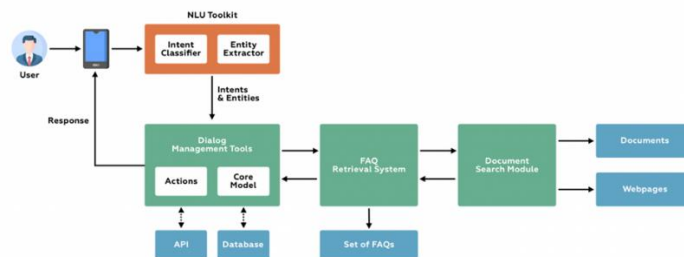 NLU Toolkit
Intent
Classifier
Entity
Extractor
User
Intents
& Entities
Response
Dialog
Management Tools
Actions
Core
Model
FAQ
Retrieval System
Document
Search Module
Documents
Webpages
API
Database
Set of FAQs